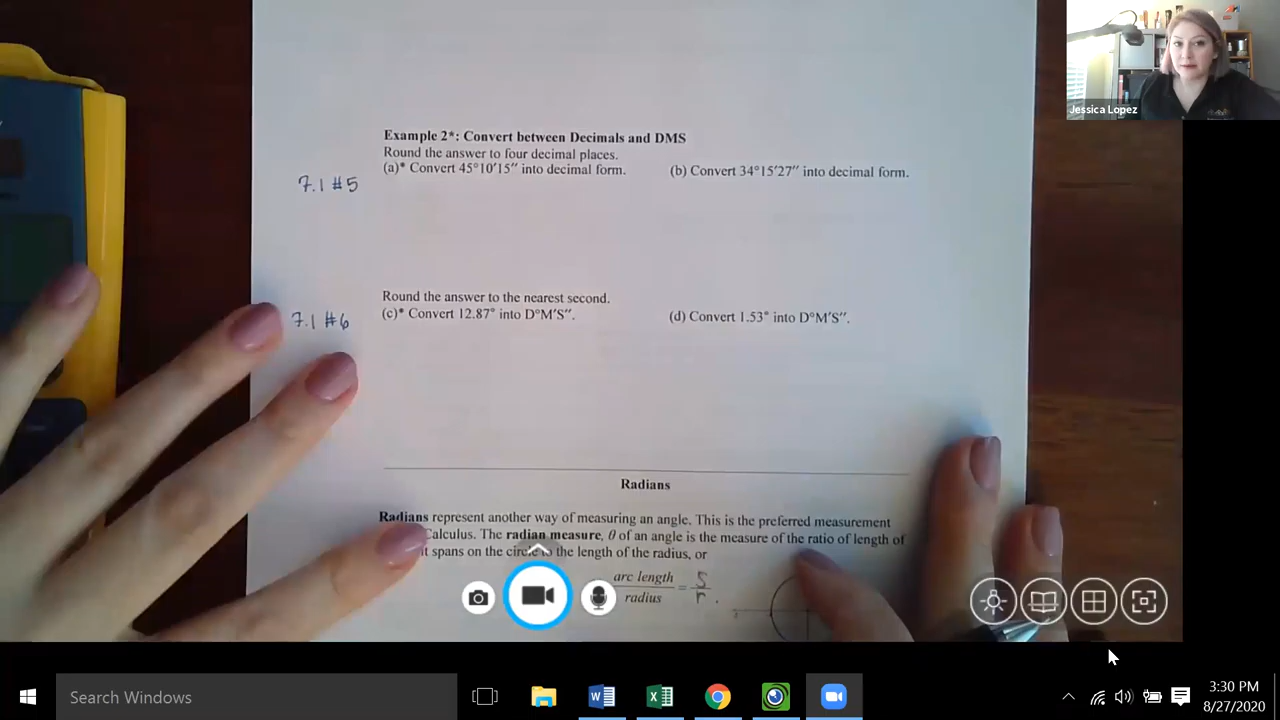 Jessica Lopez
Example 2*: Convert between Decimals and DMS
Round the answer to four decimal places.
(a)* Convert 45°10′15″ into decimal form.
(b) Convert 34°15′27″ into decimal form.
7.1 #5
Round the answer to the nearest second.
(c)* Convert 12.87° into D°M′S″.
(d) Convert 1.53° into D°M′S″.
7.1 #6
Radians
Radians represent another way of measuring an angle. This is the preferred measurement
Calculus. The radian measure, θ of an angle is the measure of the ratio of length of
spans on the circle to the length of the radius, or
arc length
radius
= s
r .
Search Windows
3:30 PM
8/27/2020